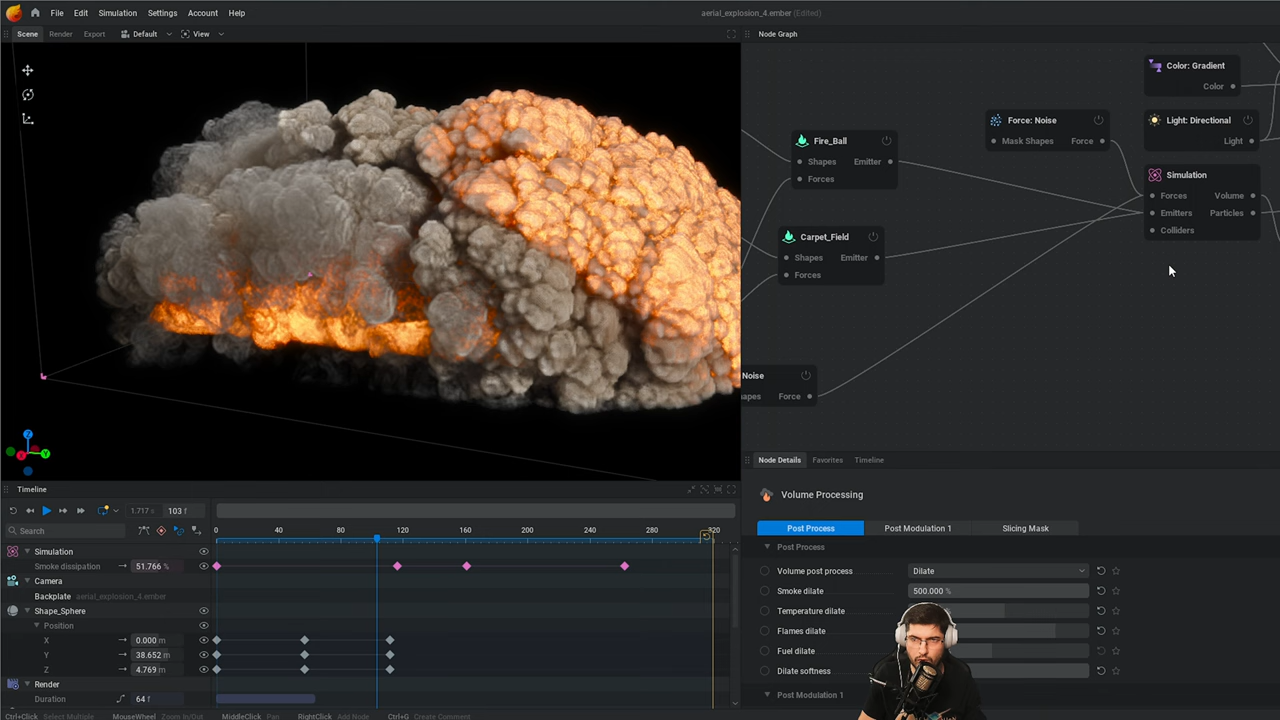 File Edit Simulation Settings Account Help
aerial_explosion_4.ember (Edited)
Scene Render Export Default View
Node Graph
Color: Gradient
Color
Force: Noise
Mask Shapes Force
Light: Directional
Light
Fire_Ball
Shapes Emitter
Forces
Simulation
Forces Volume
Emitters Particles
Colliders
Carpet_Field
Shapes Emitter
Forces
Noise
apes Force
Z
X
Y
Node Details Favorites Timeline
Volume Processing
Post Process Post Modulation 1 Slicing Mask
Post Process
Volume post process Dilate
Smoke dilate 500.000 %
Temperature dilate
Flames dilate
Fuel dilate
Dilate softness
Post Modulation 1
Timeline
1.717 s 103 f
Search
0 40 80 120 160 200 240 280 320
Simulation
Smoke dissipation 51.766 %
Camera
Backplate aerial_explosion_4.ember
Shape_Sphere
Position
X 0.000 m
Y 38.652 m
Z 4.769 m
Render
Duration 64 f
Ctrl+Click Select Multiple MouseWheel Zoom In/Out MiddleClick Pan RightClick Add Node Ctrl+G Create Comment